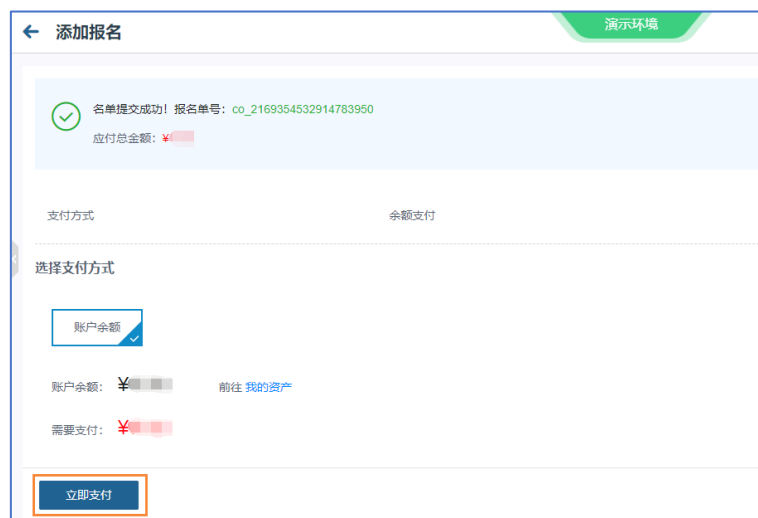 添加报名
演示环境
名单提交成功！报名单号：co_2169354532914783950
应付总金额：¥
支付方式 余额支付
选择支付方式
账户余额
账户余额： ¥ 前往 我的资产
需要支付： ¥
立即支付